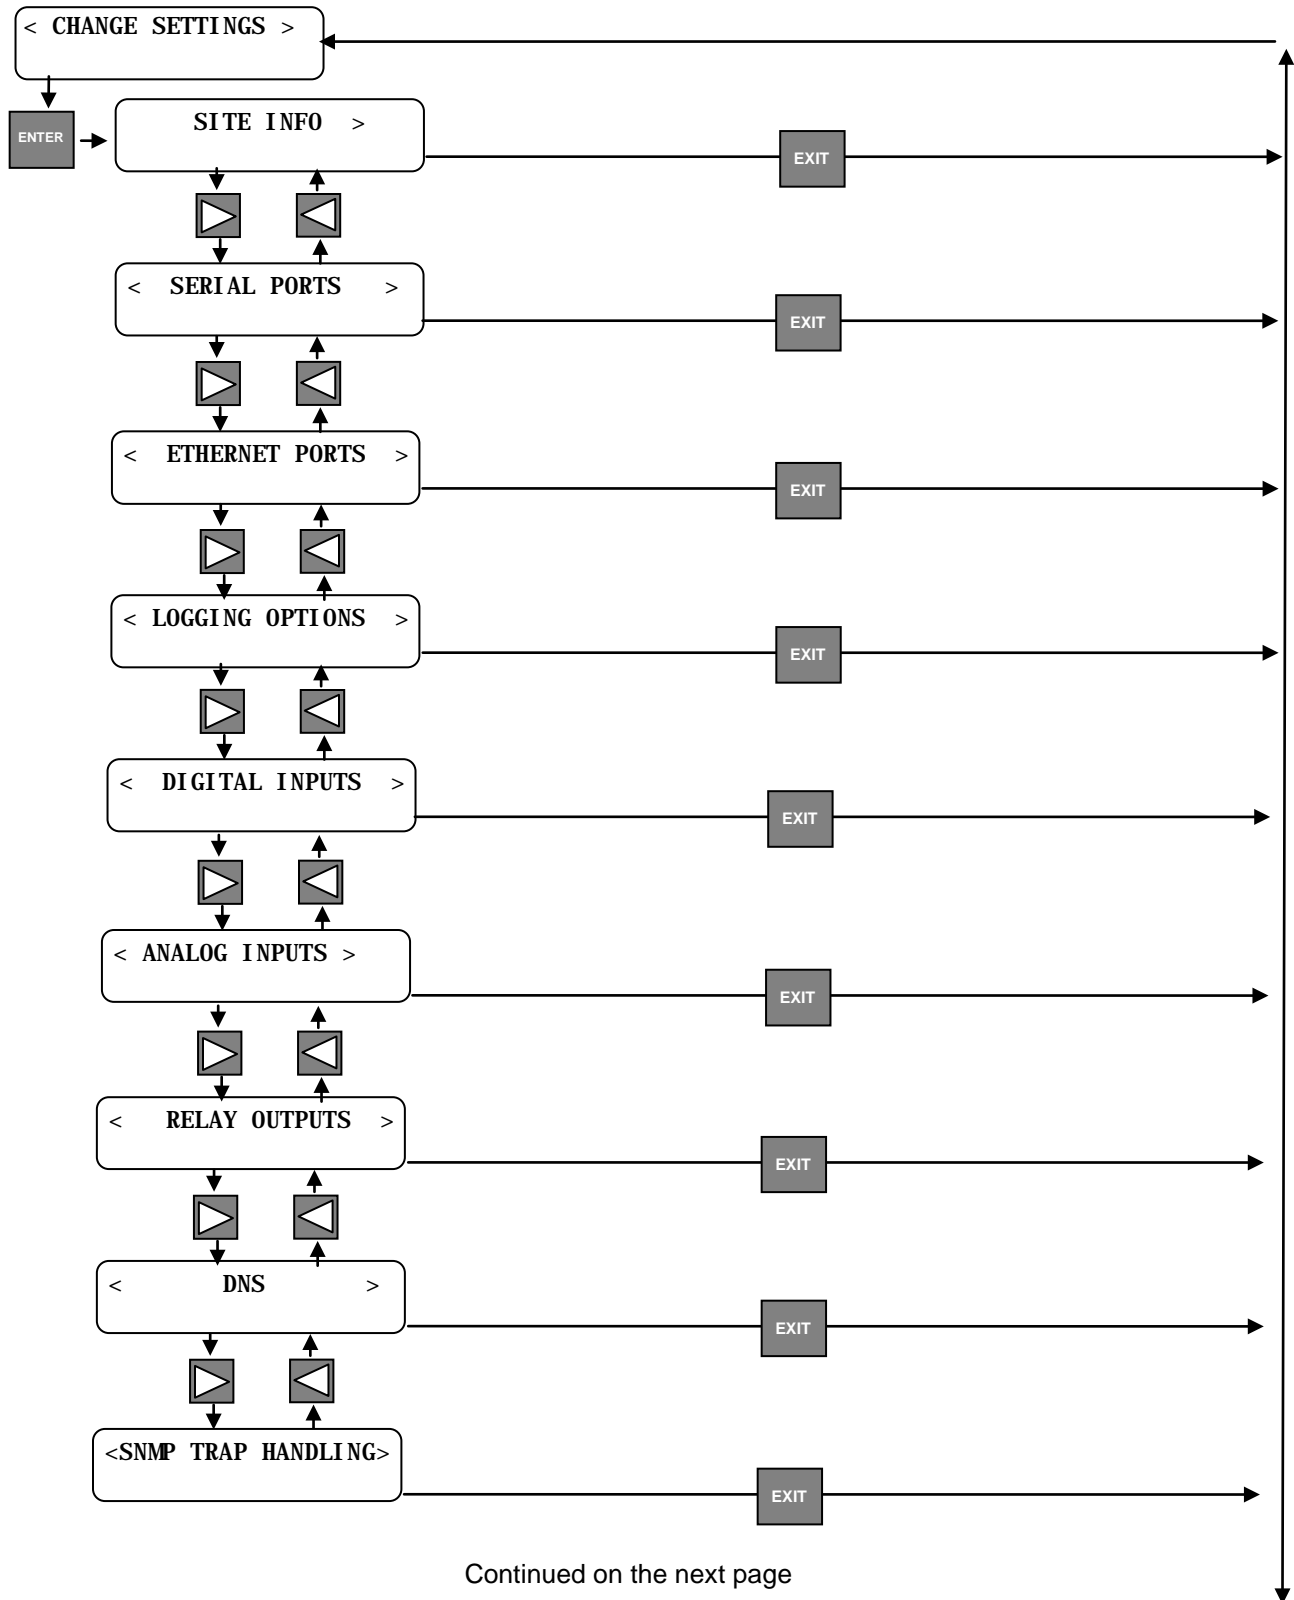 < CHANGE SETTINGS >
ENTER
SITE INFO >
EXIT
< SERIAL PORTS >
EXIT
< ETHERNET PORTS >
EXIT
< LOGGING OPTIONS >
EXIT
< DIGITAL INPUTS >
EXIT
< ANALOG INPUTS >
EXIT
< RELAY OUTPUTS >
EXIT
< DNS >
EXIT
<SNMP TRAP HANDLING>
EXIT
Continued on the next page